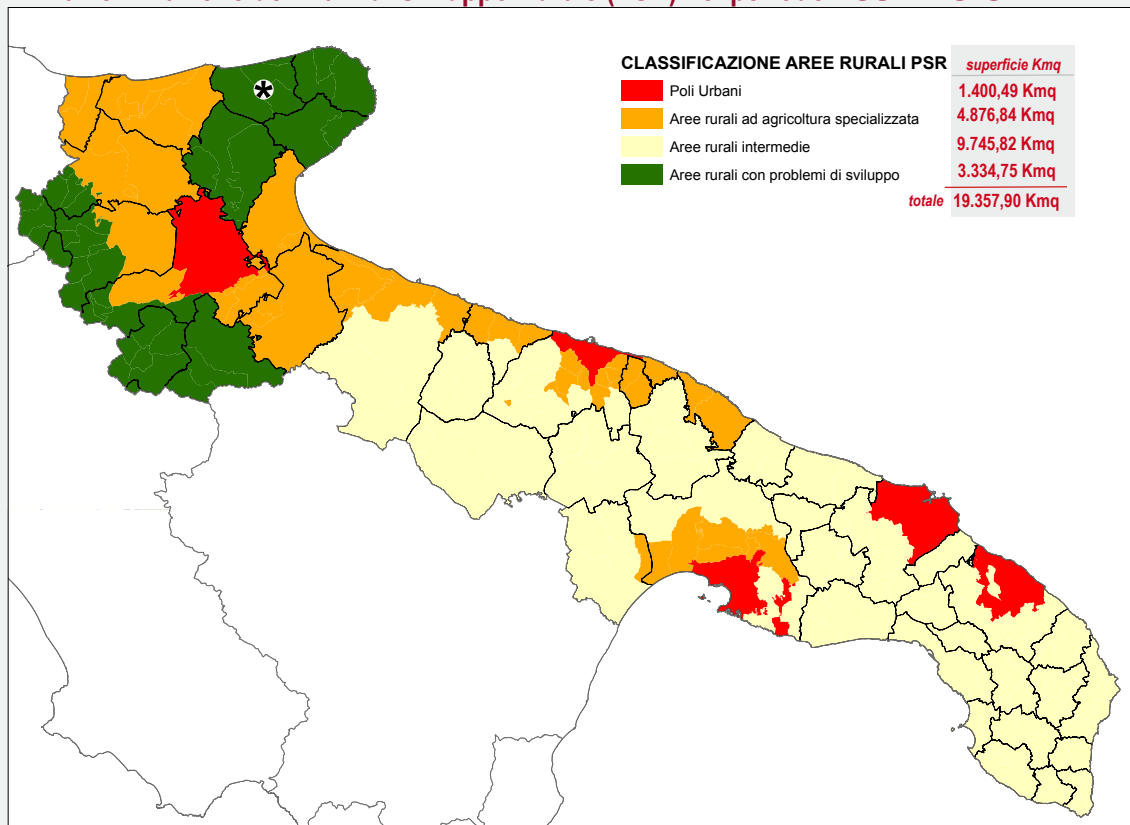 CLASSIFICAZIONE AREE RURALI PSR
superficie Kmq
Poli Urbani
1.400,49 Kmq
Aree rurali ad agricoltura specializzata
4.876,84 Kmq
Aree rurali intermedie
9.745,82 Kmq
Aree rurali con problemi di sviluppo
3.334,75 Kmq
totale 19.357,90 Kmq
*